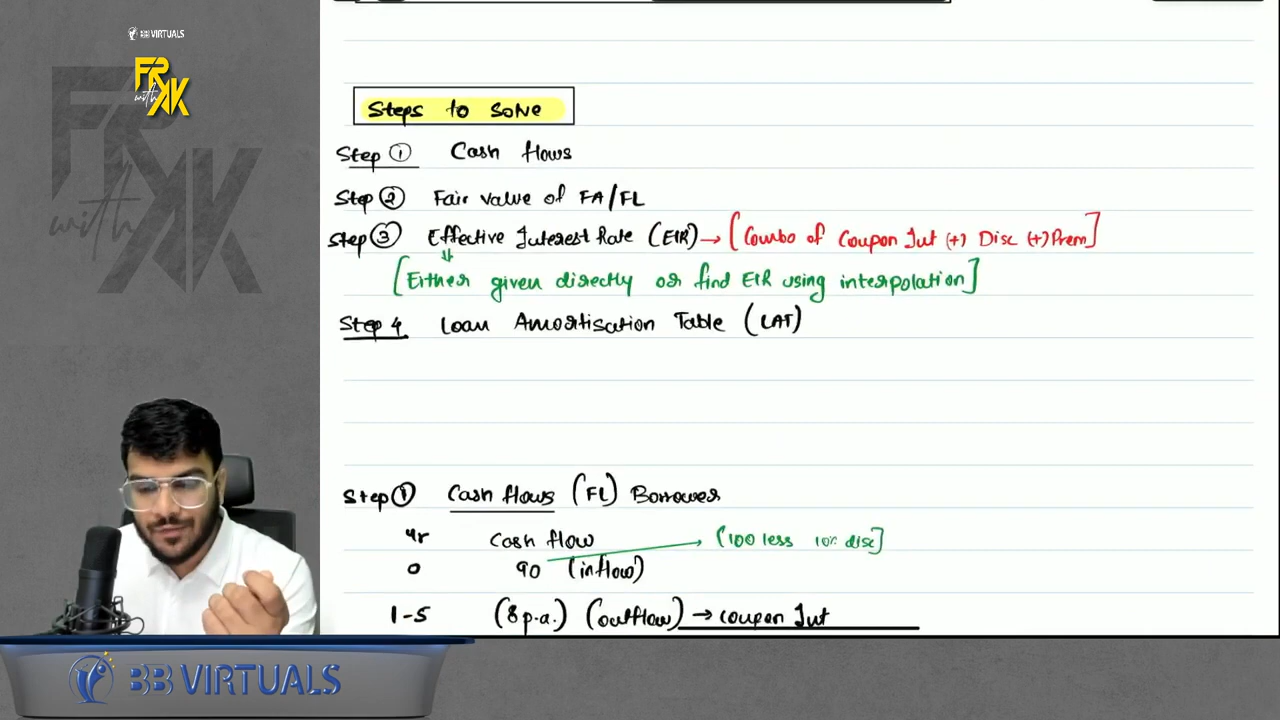 BB VIRTUALS
FR
with
AK
FR
with
AK
Steps to Solve
Step ① Cash flows
Step ② Fair value of FA/FL
Step ③ Effective Interest Rate (EIR) → [Combo of Coupon Int (+) Disc (+) Prem]
[Either given directly or find EIR using interpolation]
Step 4 Loan Amortisation Table (LAT)
Step ① Cash flows (FL) Borrower
Yr Cash flow → [100 less 10% disc]
0 90 (inflow)
1-5 (8 p.a.) (outflow) → coupon Int
BB VIRTUALS